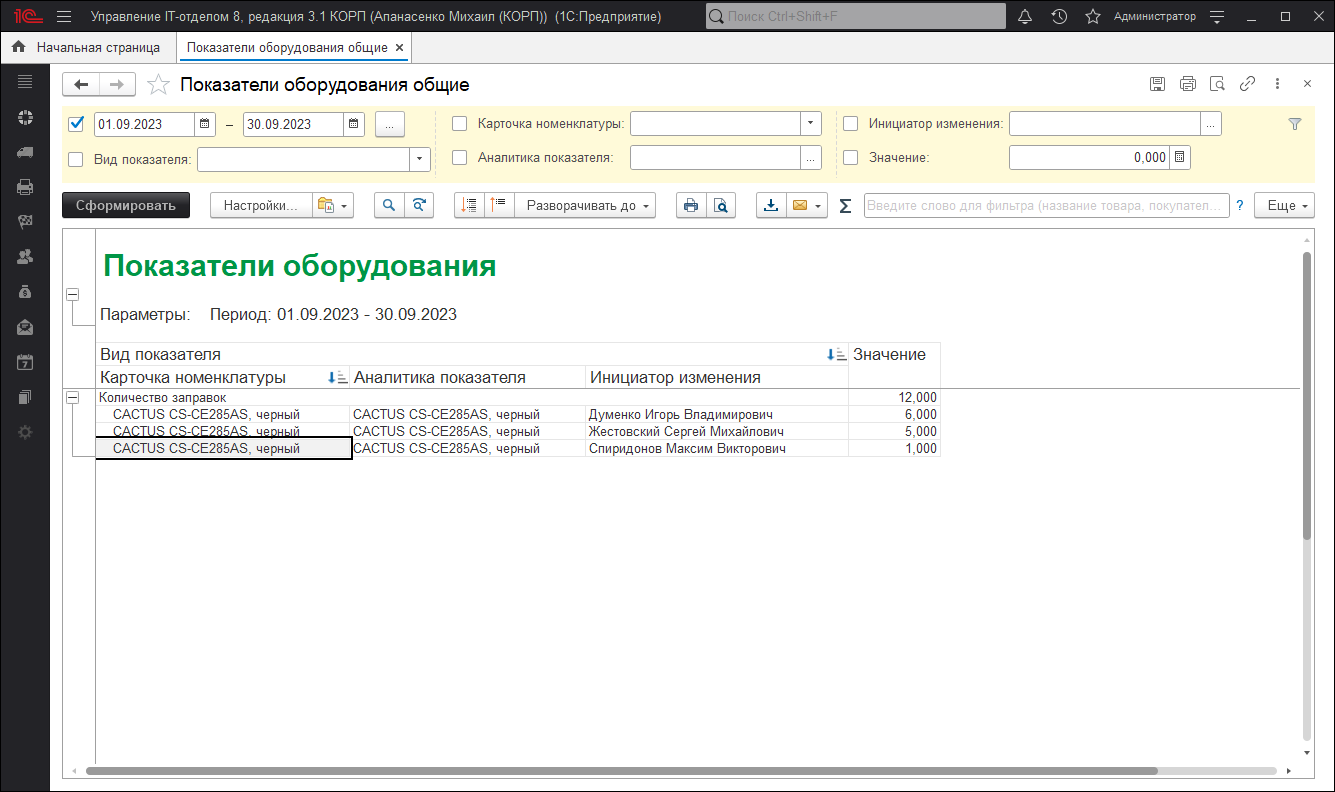 1С Управление IT-отделом 8, редакция 3.1 КОРП (Апанасенко Михаил (КОРП)) (1С:Предприятие) Поиск Ctrl+Shift+F Администратор
Начальная страница Показатели оборудования общие ×
Показатели оборудования общие
01.09.2023 – 30.09.2023 ... Карточка номенклатуры: Инициатор изменения: ...
Вид показателя: Аналитика показателя: ... Значение: 0,000
Сформировать Настройки... Разворачивать до Σ Введите слово для фильтра (название товара, покупател... ? Еще
Показатели оборудования
Параметры: Период: 01.09.2023 - 30.09.2023
Вид показателя Значение
Карточка номенклатуры Аналитика показателя Инициатор изменения
Количество заправок 12,000
CACTUS CS-CE285AS, черный CACTUS CS-CE285AS, черный Думенко Игорь Владимирович 6,000
CACTUS CS-CE285AS, черный CACTUS CS-CE285AS, черный Жестовский Сергей Михайлович 5,000
CACTUS CS-CE285AS, черный CACTUS CS-CE285AS, черный Спиридонов Максим Викторович 1,000